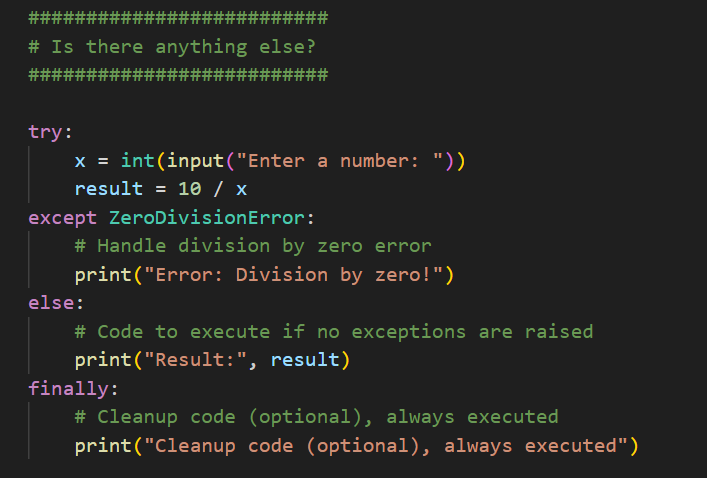 ##########################
# Is there anything else?
##########################
try:
    x = int(input("Enter a number: "))
    result = 10 / x
except ZeroDivisionError:
    # Handle division by zero error
    print("Error: Division by zero!")
else:
    # Code to execute if no exceptions are raised
    print("Result:", result)
finally:
    # Cleanup code (optional), always executed
    print("Cleanup code (optional), always executed")